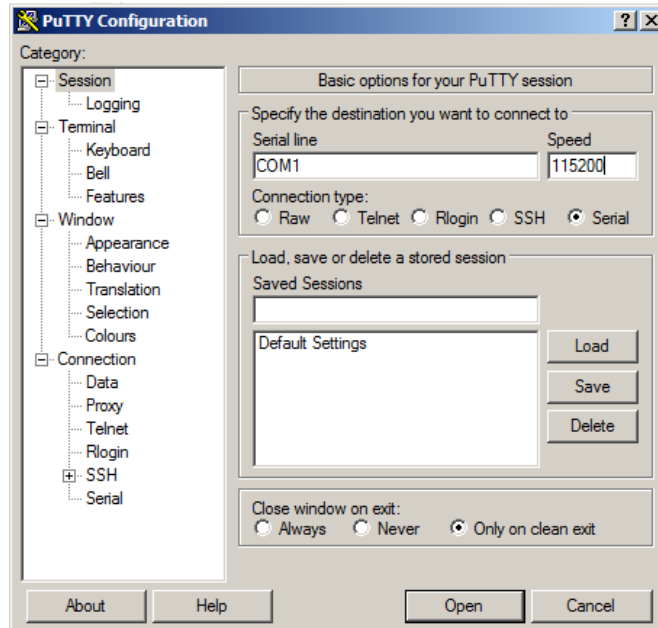 PuTTY Configuration
Category:
Session
Logging
Terminal
Keyboard
Bell
Features
Window
Appearance
Behaviour
Translation
Selection
Colours
Connection
Data
Proxy
Telnet
Rlogin
SSH
Serial
Basic options for your PuTTY session
Specify the destination you want to connect to
Serial line Speed
COM1 115200
Connection type:
Raw Telnet Rlogin SSH Serial
Load, save or delete a stored session
Saved Sessions
Default Settings
Load
Save
Delete
Close window on exit:
Always Never Only on clean exit
About Help Open Cancel